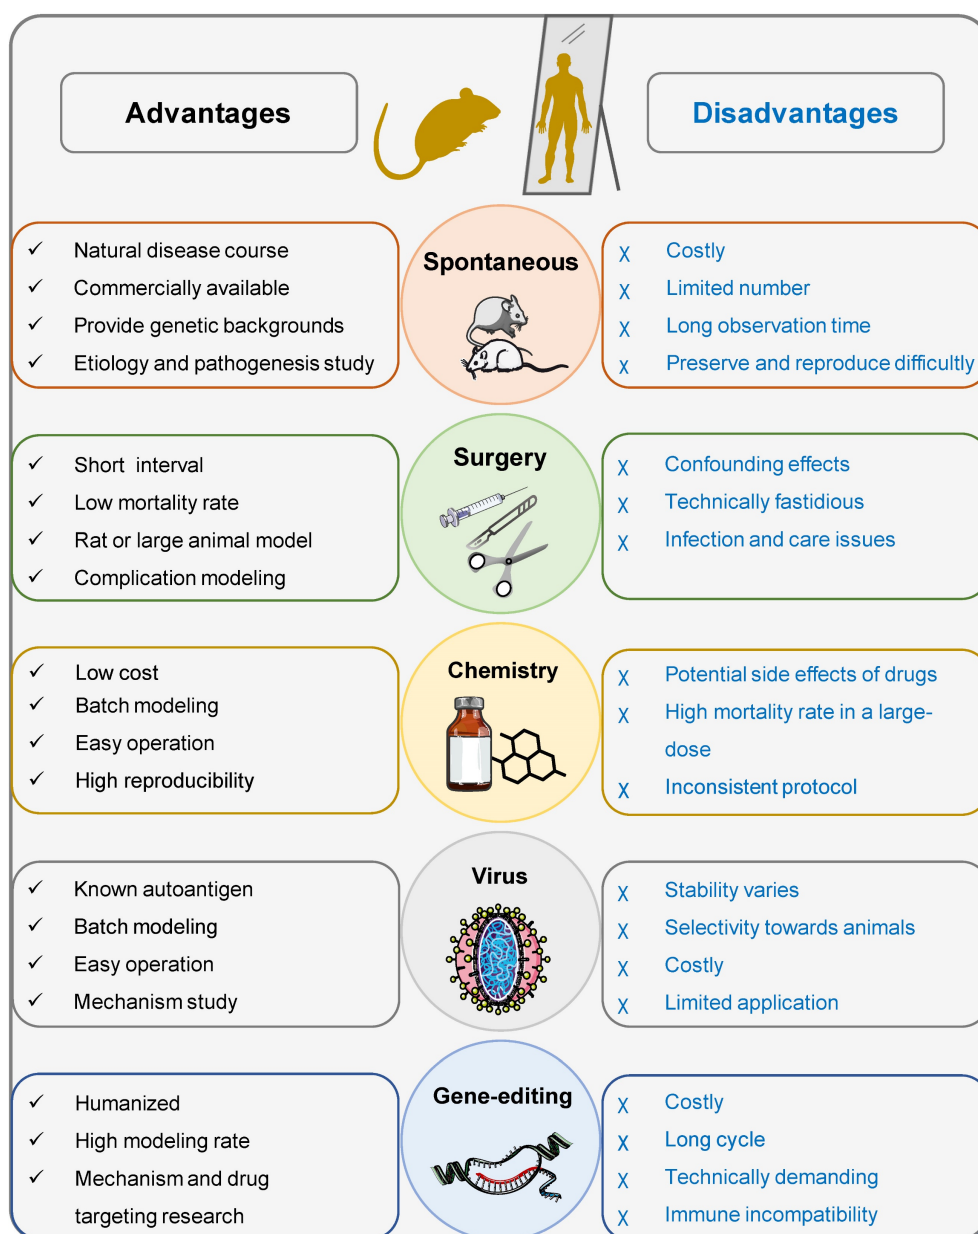 Advantages
Disadvantages
Spontaneous
✓ Natural disease course
✓ Commercially available
✓ Provide genetic backgrounds
✓ Etiology and pathogenesis study
X Costly
X Limited number
X Long observation time
X Preserve and reproduce difficultly
Surgery
✓ Short interval
✓ Low mortality rate
✓ Rat or large animal model
✓ Complication modeling
X Confounding effects
X Technically fastidious
X Infection and care issues
Chemistry
✓ Low cost
✓ Batch modeling
✓ Easy operation
✓ High reproducibility
X Potential side effects of drugs
X High mortality rate in a large-
dose
X Inconsistent protocol
Virus
✓ Known autoantigen
✓ Batch modeling
✓ Easy operation
✓ Mechanism study
X Stability varies
X Selectivity towards animals
X Costly
X Limited application
Gene-editing
✓ Humanized
✓ High modeling rate
✓ Mechanism and drug
targeting research
X Costly
X Long cycle
X Technically demanding
X Immune incompatibility